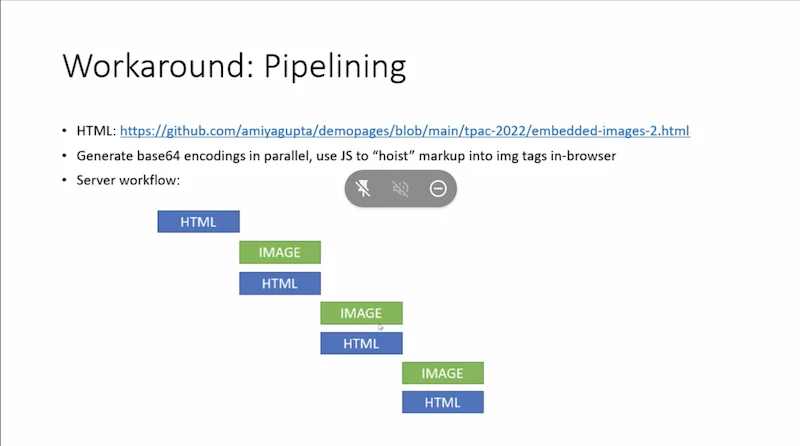 Workaround: Pipelining
• HTML: https://github.com/amiyagupta/demopages/blob/main/tpac-2022/embedded-images-2.html
• Generate base64 encodings in parallel, use JS to “hoist” markup into img tags in-browser
• Server workflow:
HTML
IMAGE
HTML
IMAGE
HTML
IMAGE
HTML